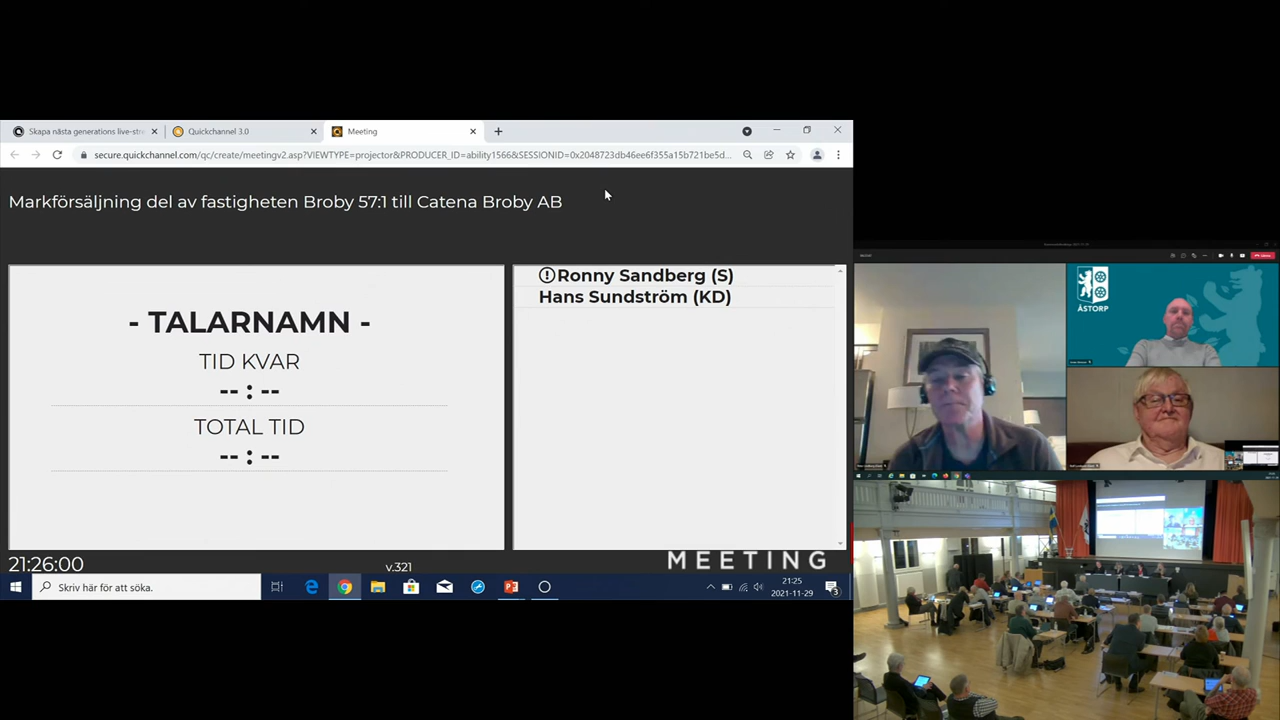 Skapa nästa generations live-stre
Quickchannel 3.0
Meeting
secure.quickchannel.com/qc/create/meetingv2.asp?VIEWTYPE=projector&PRODUCER_ID=ability1566&SESSIONID=0x2048723db46ee6f355a15b721be5d...
Markförsäljning del av fastigheten Broby 57:1 till Catena Broby AB
- TALARNAMN -
TID KVAR
-- : --
TOTAL TID
-- : --
Ronny Sandberg (S)
Hans Sundström (KD)
21:26:00
v.321
MEETING
Skriv här för att söka.
21:25
2021-11-29
3
ÅSTORP